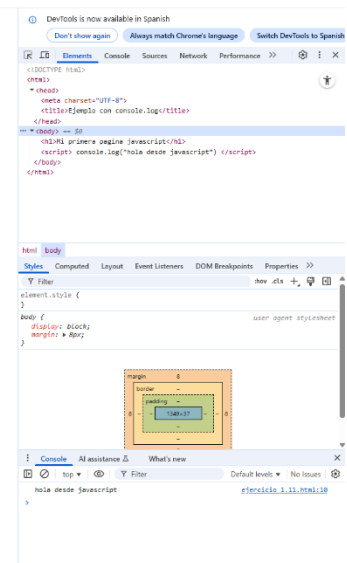 DevTools is now available in Spanish
Don't show again Always match Chrome's language Switch DevTools to Spanish
Elements Console Sources Network Performance
<!DOCTYPE html>
<html>
<head>
<meta charset="UTF-8">
<title>Ejemplo con console.log</title>
</head>
<body> == $0
<h1>Mi primera pagina javascript</h1>
<script> console.log("hola desde javascript") </script>
</body>
</html>
html body
Styles Computed Layout Event Listeners DOM Breakpoints Properties
Filter :hov .cls
element.style {
}
body { user agent stylesheet
display: block;
margin: 8px;
}
margin 8
border -
padding -
8 - - 1349×37 - - 8
-
-
Console AI assistance What's new
top Filter Default levels No Issues
hola desde javascript ejercicio 1.11.html:10